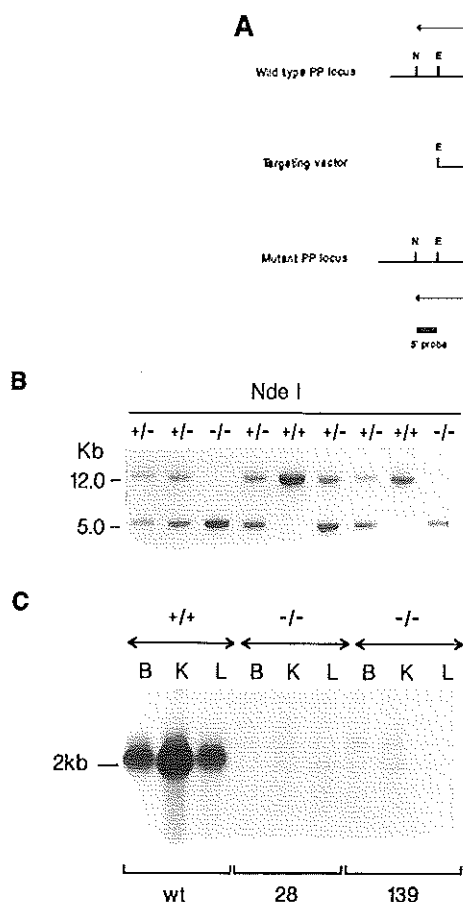 A
N E
Wild type PP locus
E
Targeting vector
N E
Mutant PP locus
5' probe
B
Nde I
+/- +/- -/- +/- +/+ +/- +/- +/+ -/-
Kb
12.0 –
5.0 –
C
+/+ -/- -/-
B K L B K L B K L
2kb —
wt 28 139